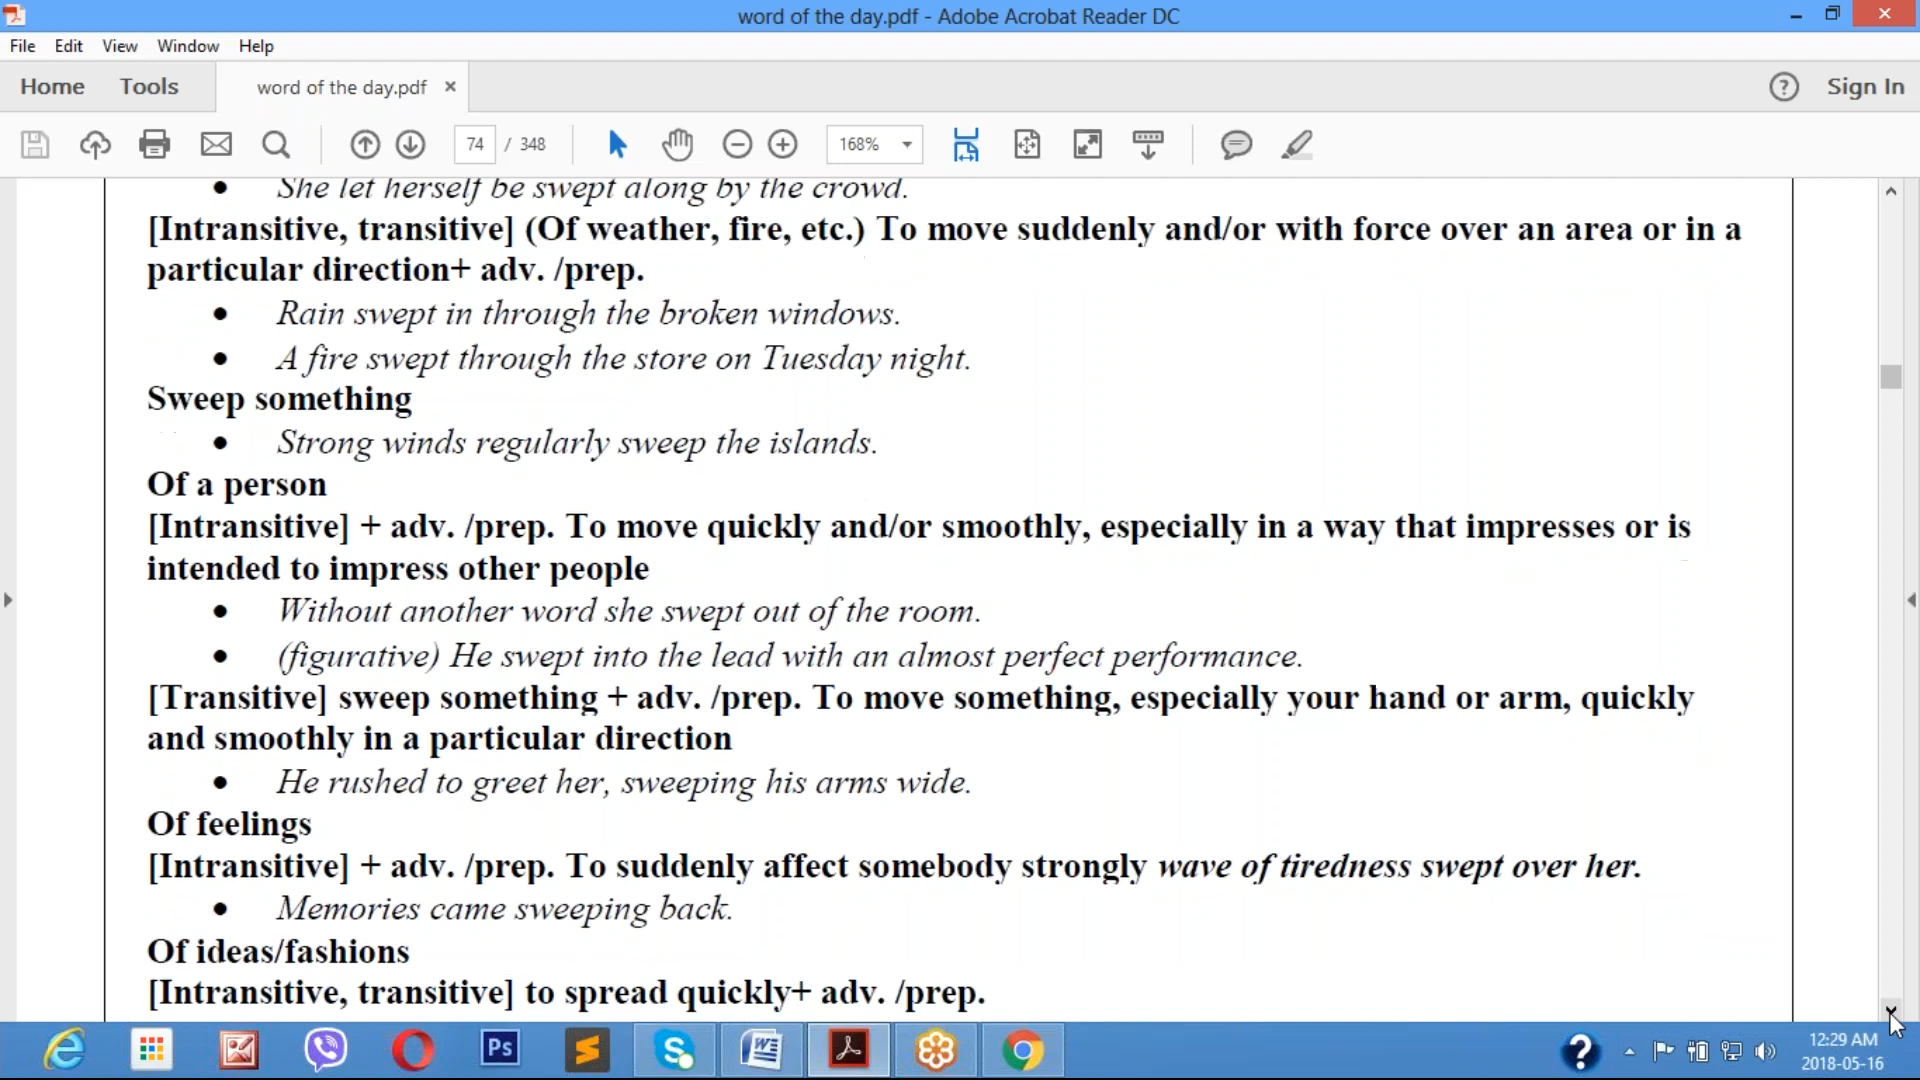 word of the day.pdf - Adobe Acrobat Reader DC
File Edit View Window Help
Home Tools word of the day.pdf × ? Sign In
74 / 348 168%
• She let herself be swept along by the crowd.
[Intransitive, transitive] (Of weather, fire, etc.) To move suddenly and/or with force over an area or in a
particular direction+ adv. /prep.
• Rain swept in through the broken windows.
• A fire swept through the store on Tuesday night.
Sweep something
• Strong winds regularly sweep the islands.
Of a person
[Intransitive] + adv. /prep. To move quickly and/or smoothly, especially in a way that impresses or is
intended to impress other people
• Without another word she swept out of the room.
• (figurative) He swept into the lead with an almost perfect performance.
[Transitive] sweep something + adv. /prep. To move something, especially your hand or arm, quickly
and smoothly in a particular direction
• He rushed to greet her, sweeping his arms wide.
Of feelings
[Intransitive] + adv. /prep. To suddenly affect somebody strongly wave of tiredness swept over her.
• Memories came sweeping back.
Of ideas/fashions
[Intransitive, transitive] to spread quickly+ adv. /prep.
Ps
12:29 AM
2018-05-16